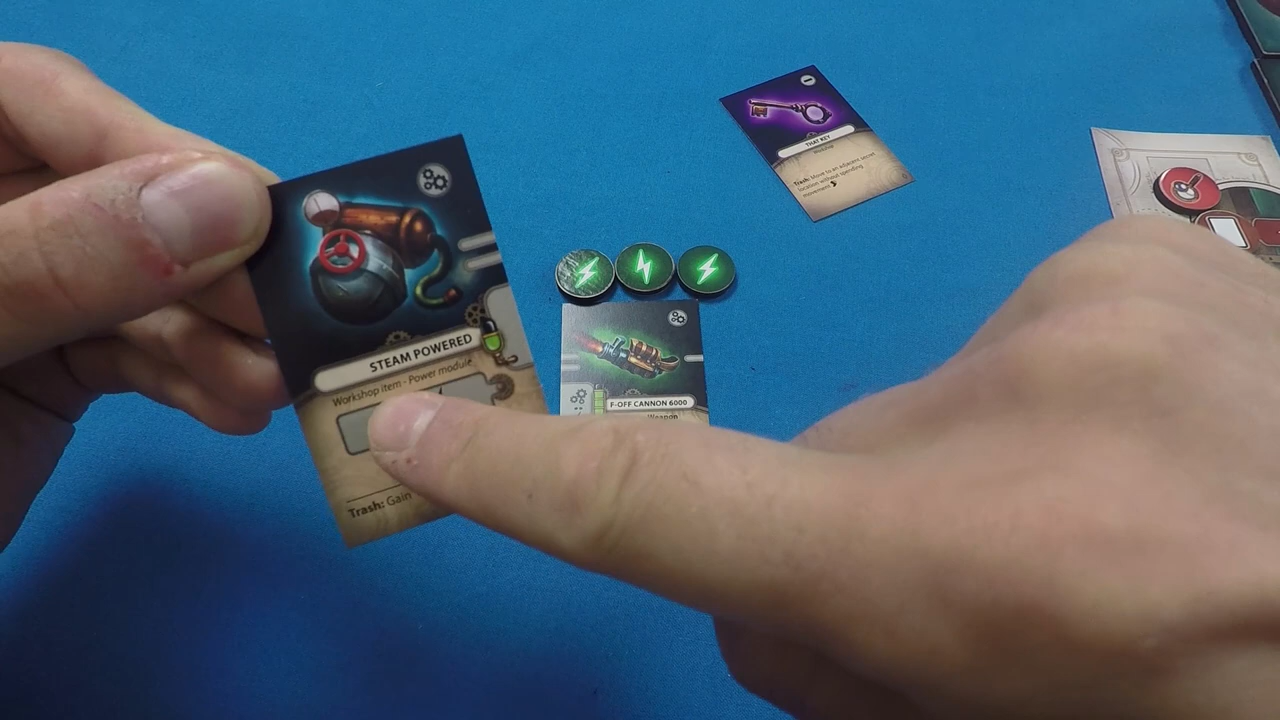 STEAM POWERED
Workshop item - Power module
Trash: Gain
THAT KEY
Workshop
Trash: Move to an adjacent secret
location without spending
movement
F-OFF CANNON 6000
Weapon